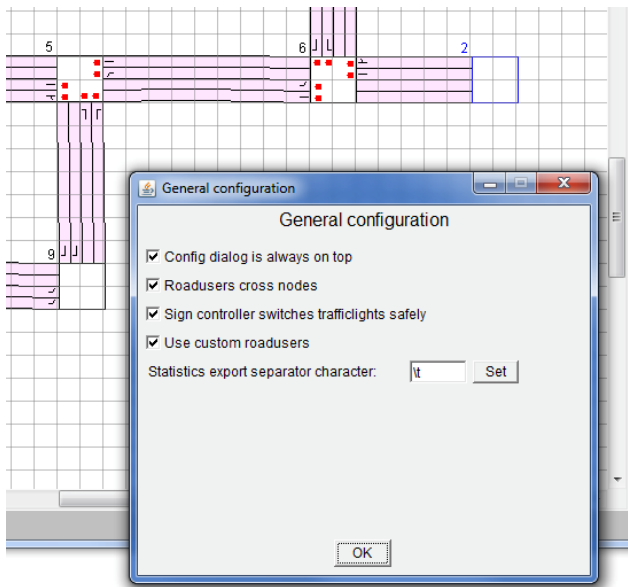 5
6
2
9
General configuration
General configuration
Config dialog is always on top
Roadusers cross nodes
Sign controller switches trafficlights safely
Use custom roadusers
Statistics export separator character: \t Set
OK